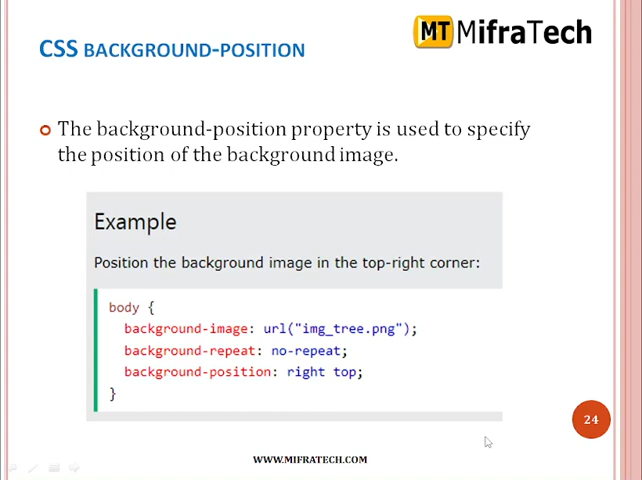 CSS BACKGROUND-POSITION
MT MifraTech
The background-position property is used to specify
the position of the background image.
Example
Position the background image in the top-right corner:
body {
background-image: url("img_tree.png");
background-repeat: no-repeat;
background-position: right top;
}
24
WWW.MIFRATECH.COM